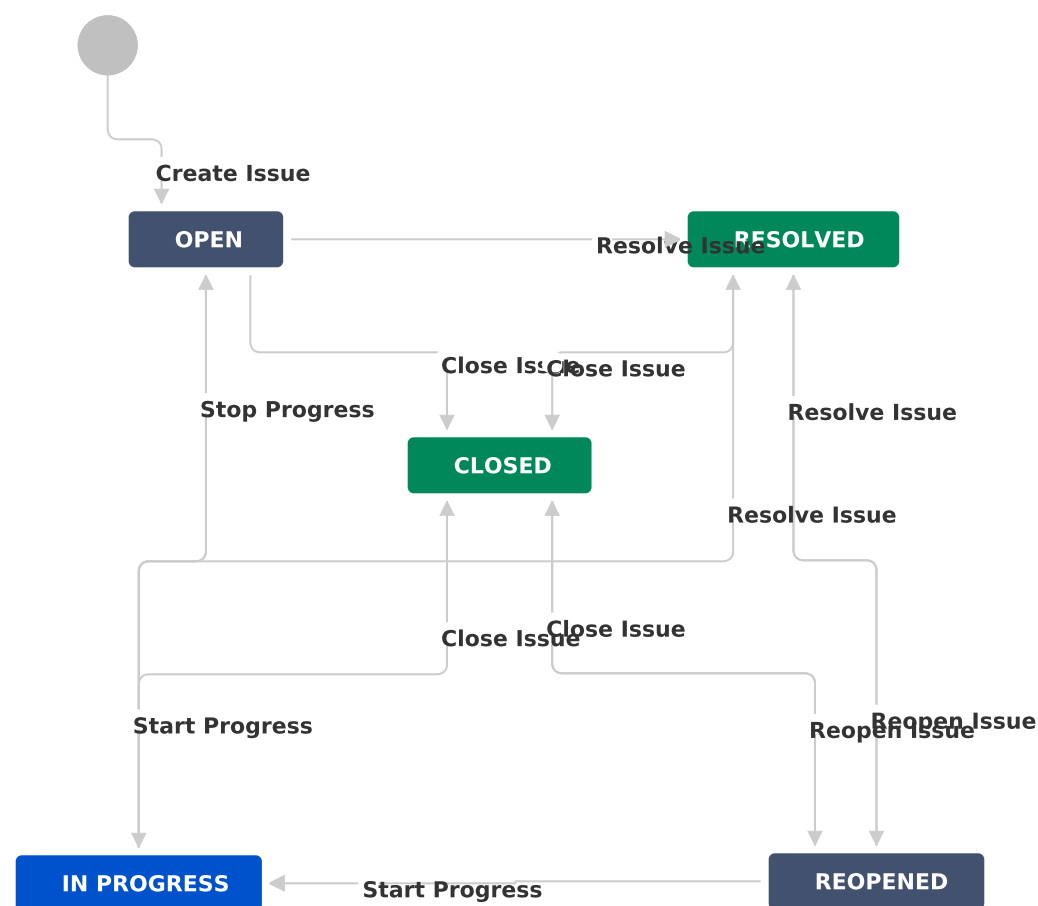 Create Issue
OPEN
RESOLVED
Resolve Issue
Close Issue
Close Issue
Stop Progress
Resolve Issue
CLOSED
Resolve Issue
Close Issue
Close Issue
Start Progress
Reopen Issue
Reopen Issue
IN PROGRESS
Start Progress
REOPENED